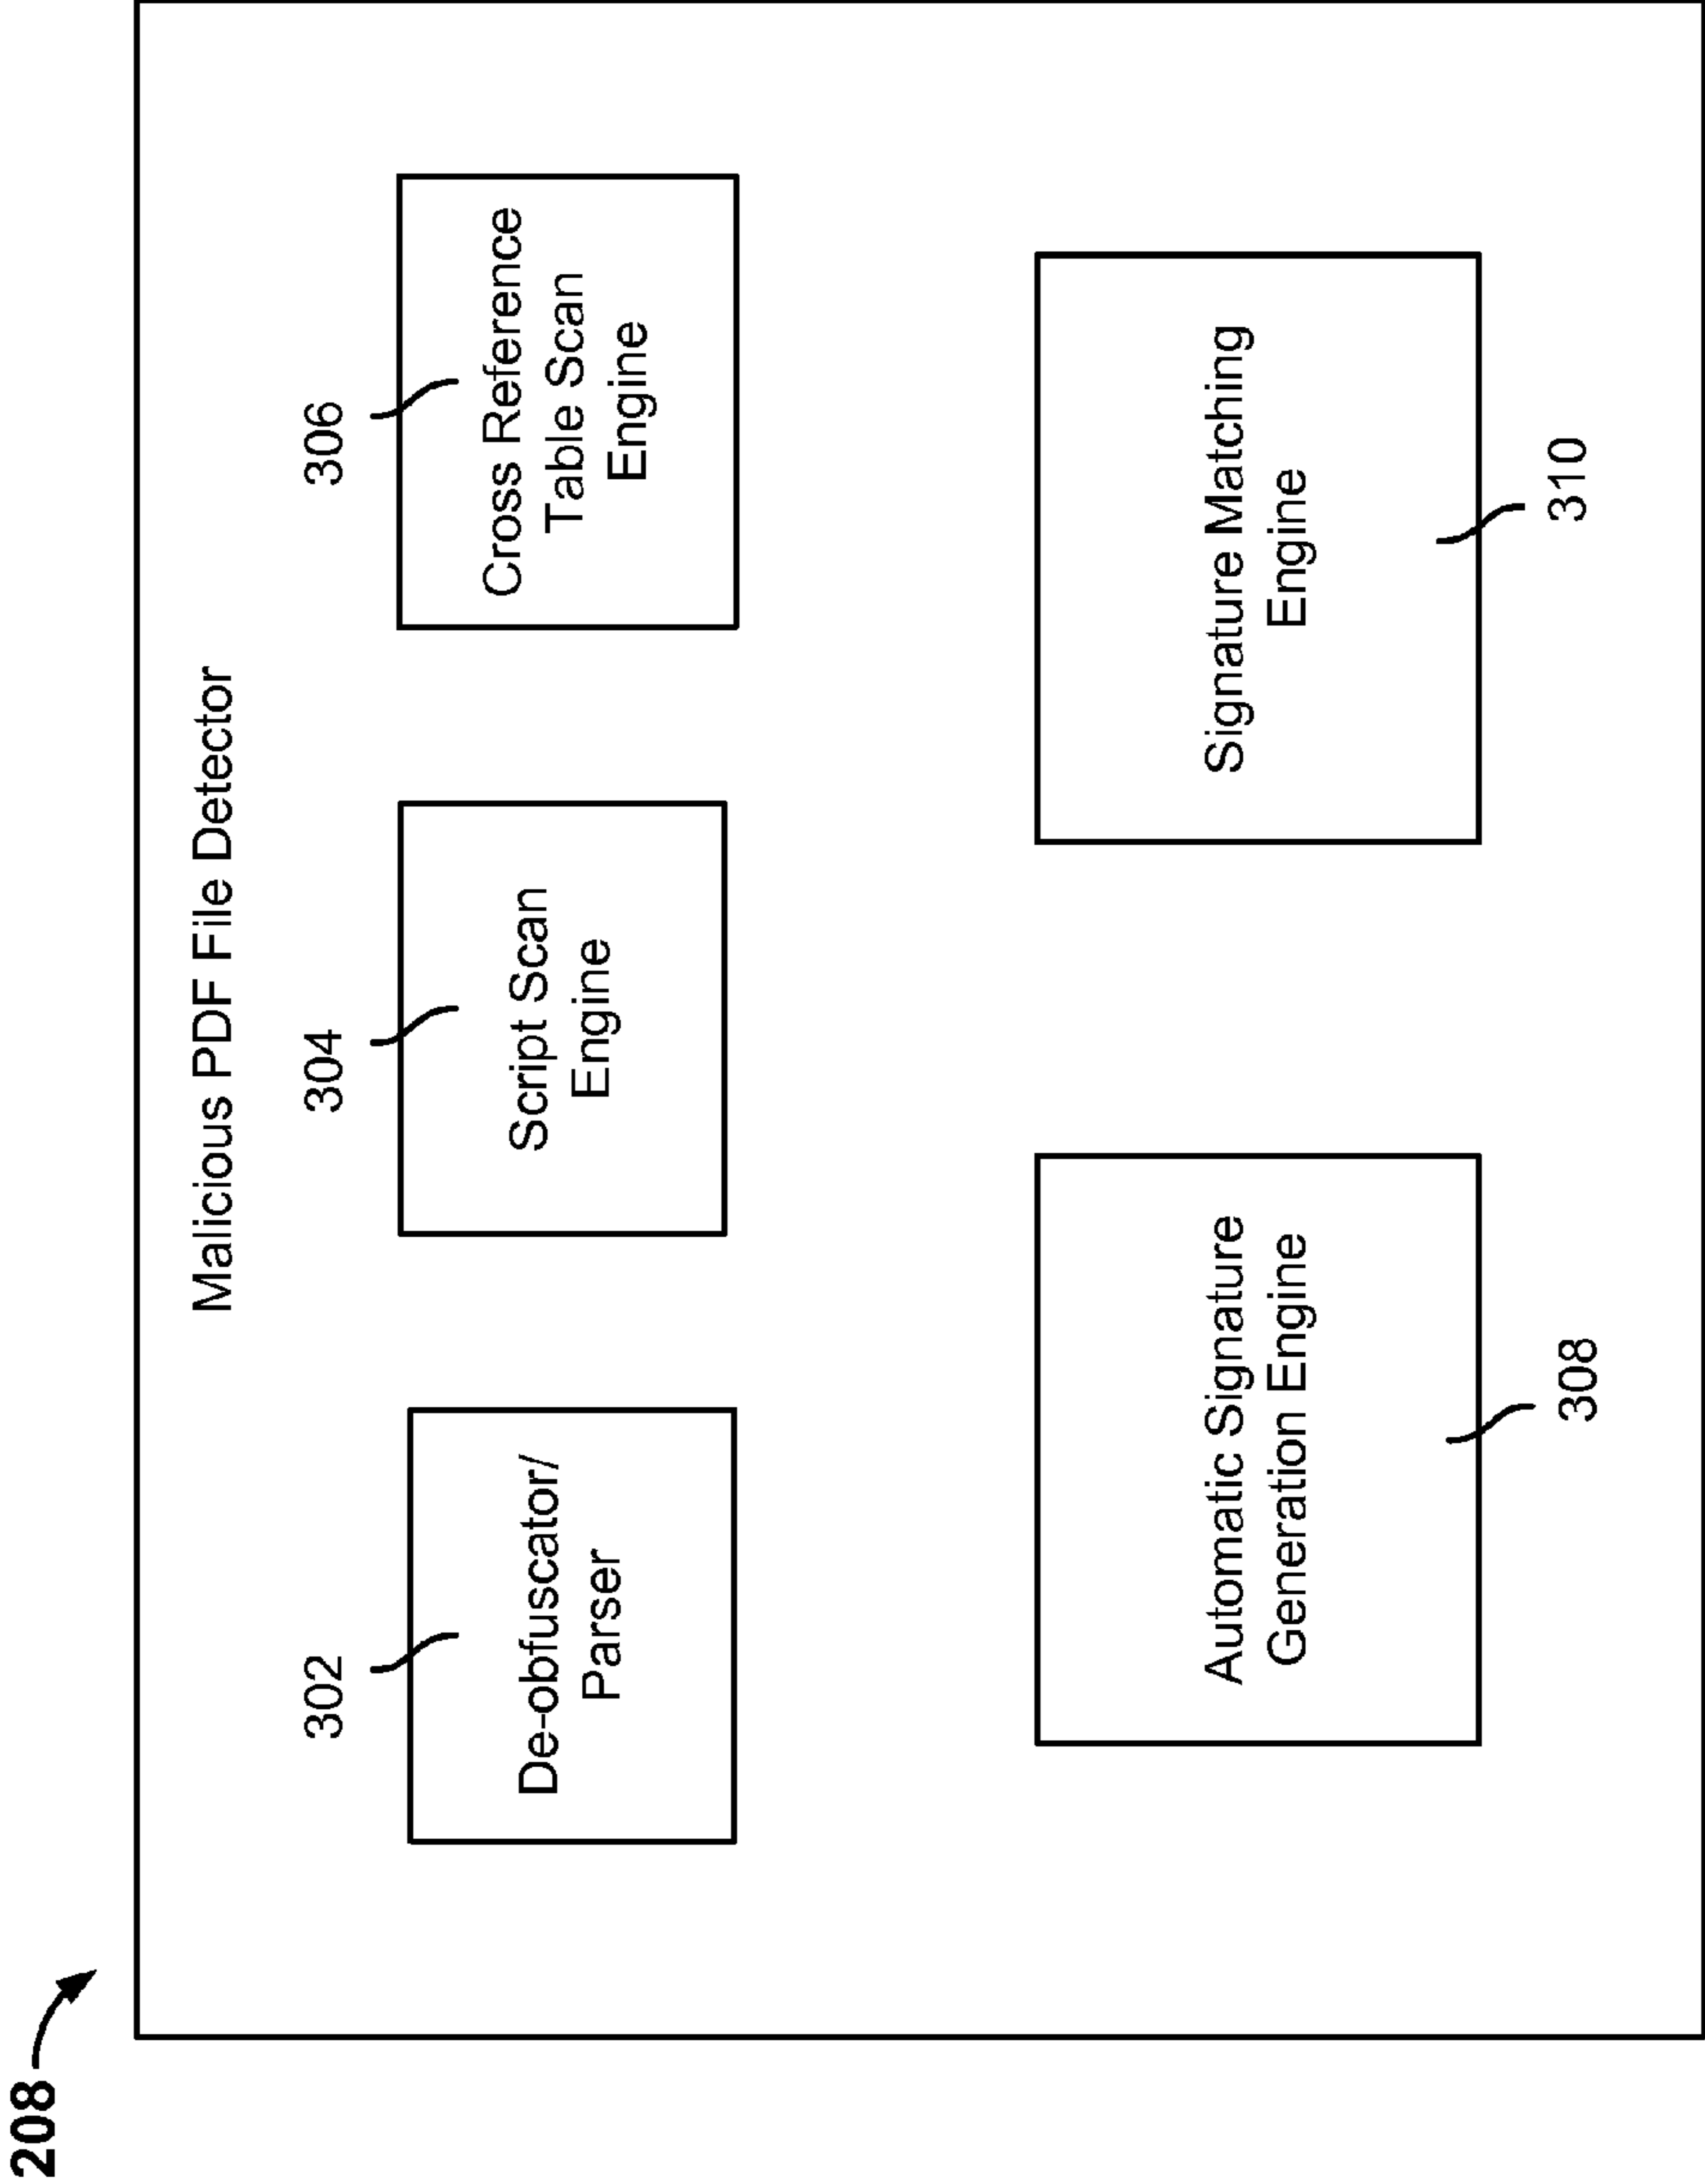 208
Malicious PDF File Detector
302
De-obfuscator/
Parser
304
Script Scan
Engine
306
Cross Reference
Table Scan
Engine
Automatic Signature
Generation Engine
308
Signature Matching
Engine
310